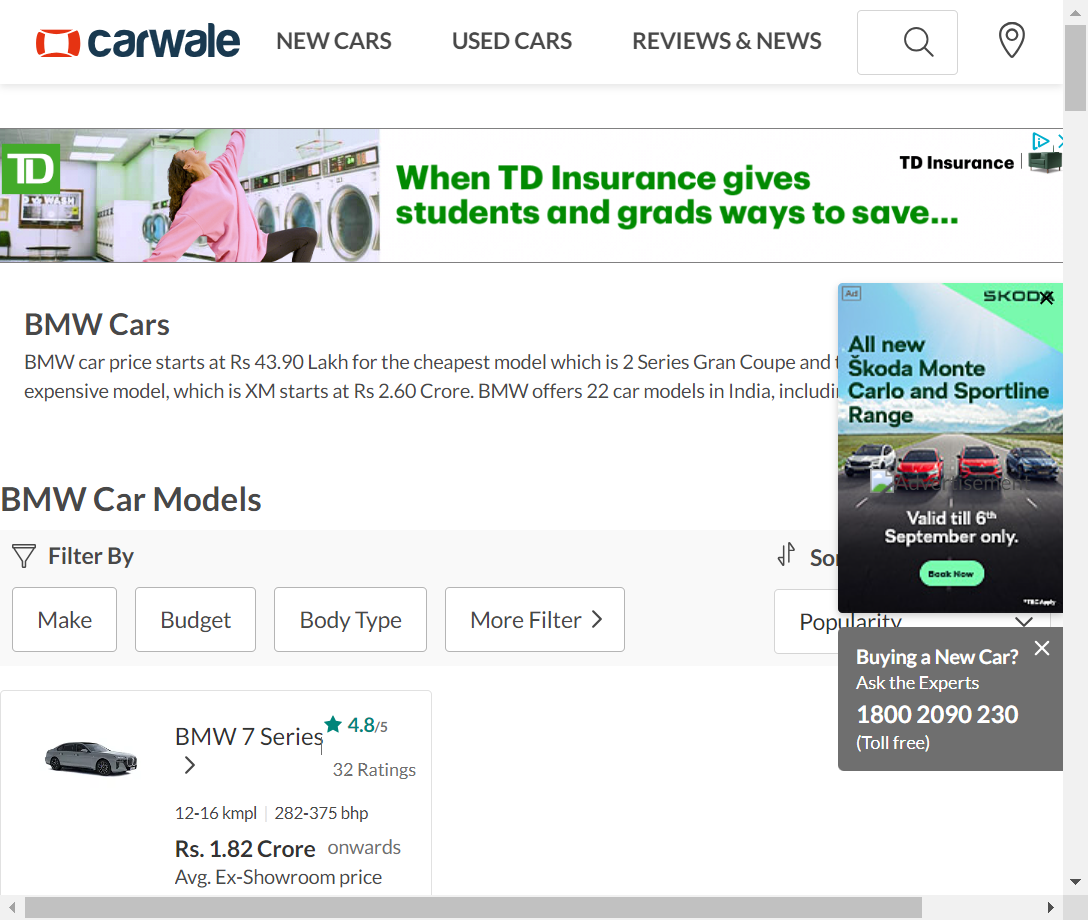 carwale
NEW CARS
USED CARS
REVIEWS & NEWS
TD
When TD Insurance gives
students and grads ways to save...
TD Insurance
BMW Cars
BMW car price starts at Rs 43.90 Lakh for the cheapest model which is 2 Series Gran Coupe and
expensive model, which is XM starts at Rs 2.60 Crore. BMW offers 22 car models in India,
Ad
ŠKODA
All new
Škoda Monte
Carlo and Sportline
Range
Advertisement
Valid till 6th
September only.
Book Now
*T&C Apply
BMW Car Models
Filter By
Make
Budget
Body Type
More Filter
Popularity
Buying a New Car?
Ask the Experts
1800 2090 230
(Toll free)
BMW 7 Series
4.8/5
32 Ratings
12-16 kmpl
282-375 bhp
Rs. 1.82 Crore onwards
Avg. Ex-Showroom price